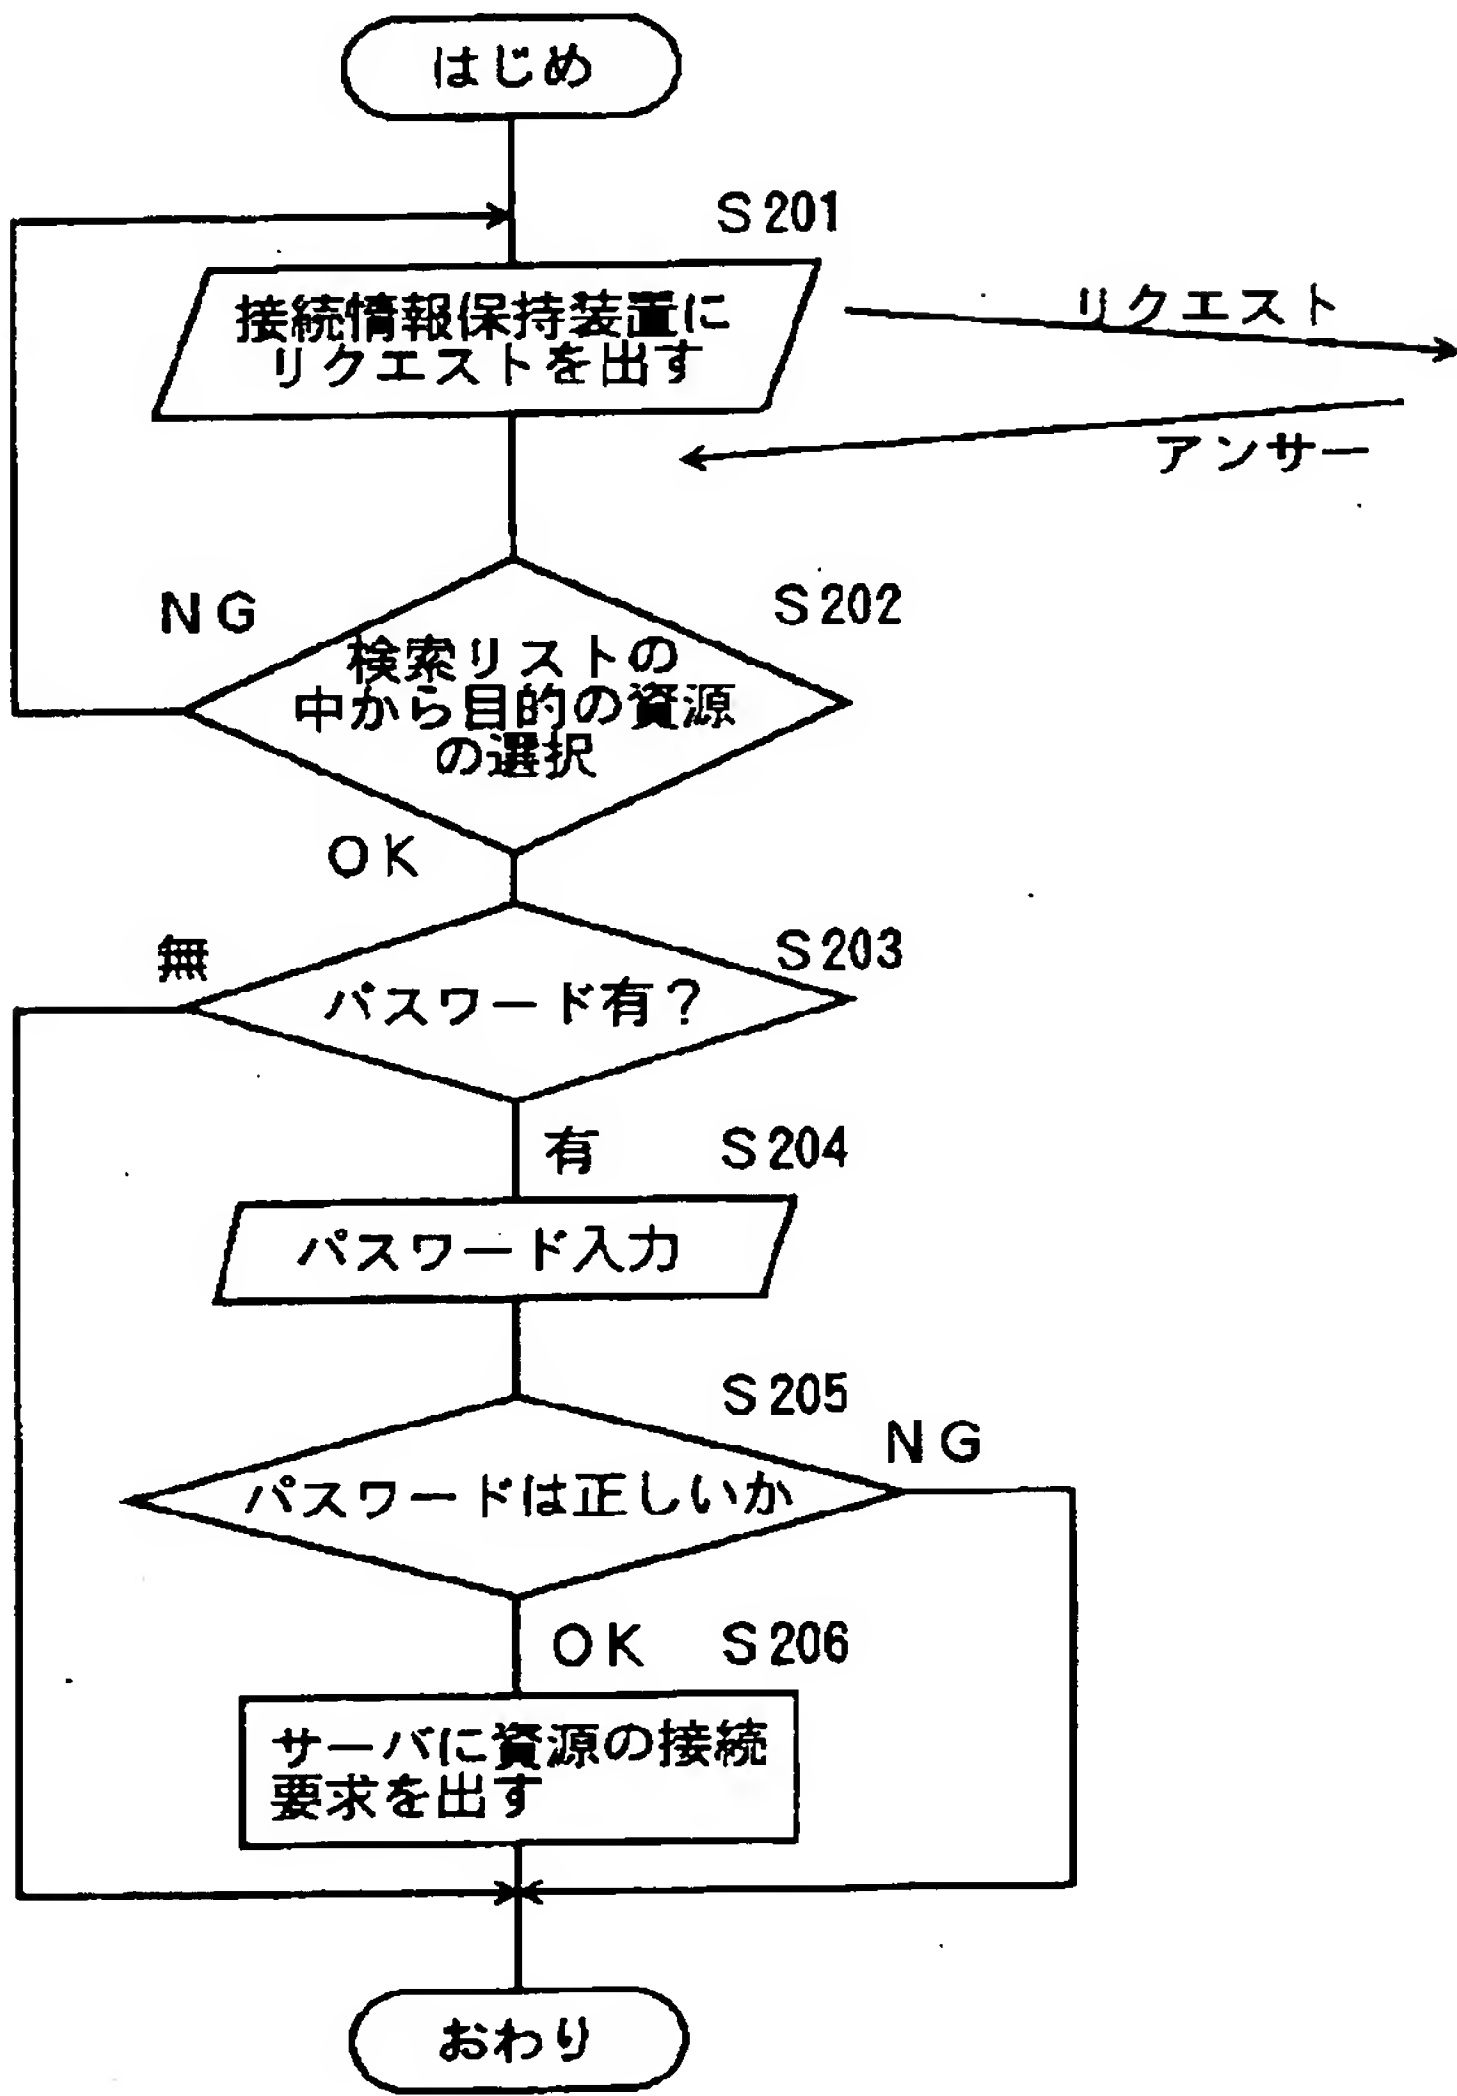 はじめ
S201
接続情報保持装置に
リクエストを出す
リクエスト
アンサー
NG
S202
検索リストの
中から目的の資源
の選択
OK
無
S203
パスワード有?
有
S204
パスワード入力
S205
NG
パスワードは正しいか
OK
S206
サーバに資源の接続
要求を出す
おわり